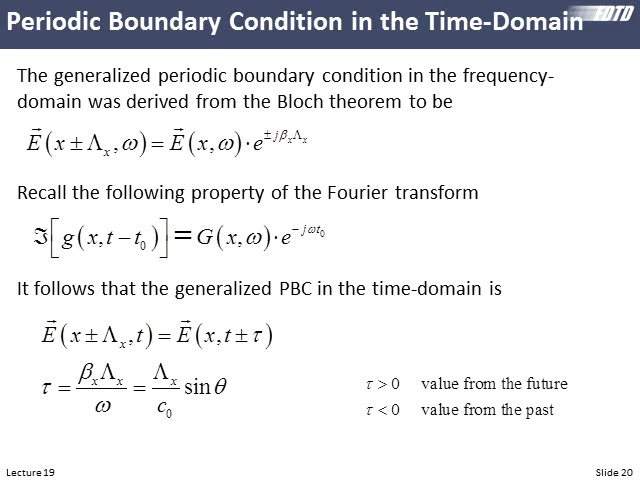 Periodic Boundary Condition in the Time-Domain
FDTD
The generalized periodic boundary condition in the frequency-
domain was derived from the Bloch theorem to be
E⃗(x ± Λₓ, ω) = E⃗(x, ω) · e^{±jβₓΛₓ}
Recall the following property of the Fourier transform
ℑ[g(x, t − t₀)] = G(x, ω) · e^{−jωt₀}
It follows that the generalized PBC in the time-domain is
E⃗(x ± Λₓ, t) = E⃗(x, t ± τ)
τ = βₓΛₓ/ω = Λₓ/c₀ sin θ
τ > 0 value from the future
τ < 0 value from the past
Lecture 19
Slide 20